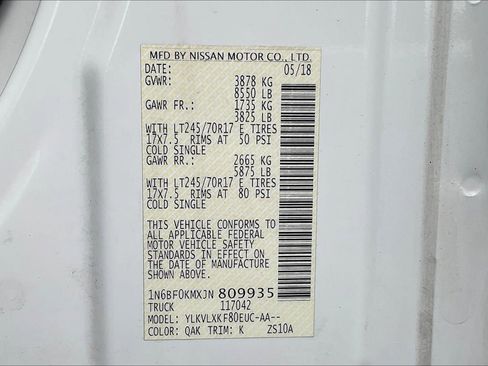 MFD BY NISSAN MOTOR CO., LTD.
DATE: 05/18
GVWR: 3878 KG
8550 LB
GAWR FR.: 1735 KG
3825 LB
WITH LT245/70R17 E TIRES
17X7.5 RIMS AT 50 PSI
COLD SINGLE
GAWR RR.: 2665 KG
5875 LB
WITH LT245/70R17 E TIRES
17X7.5 RIMS AT 80 PSI
COLD SINGLE
THIS VEHICLE CONFORMS TO
ALL APPLICABLE FEDERAL
MOTOR VEHICLE SAFETY
STANDARDS IN EFFECT ON
THE DATE OF MANUFACTURE
SHOWN ABOVE
1N6BF0KMXJN 809935
TRUCK 117042
MODEL: YLKVLXKF80EUC-AA--
COLOR: QAK TRIM: K ZS10A